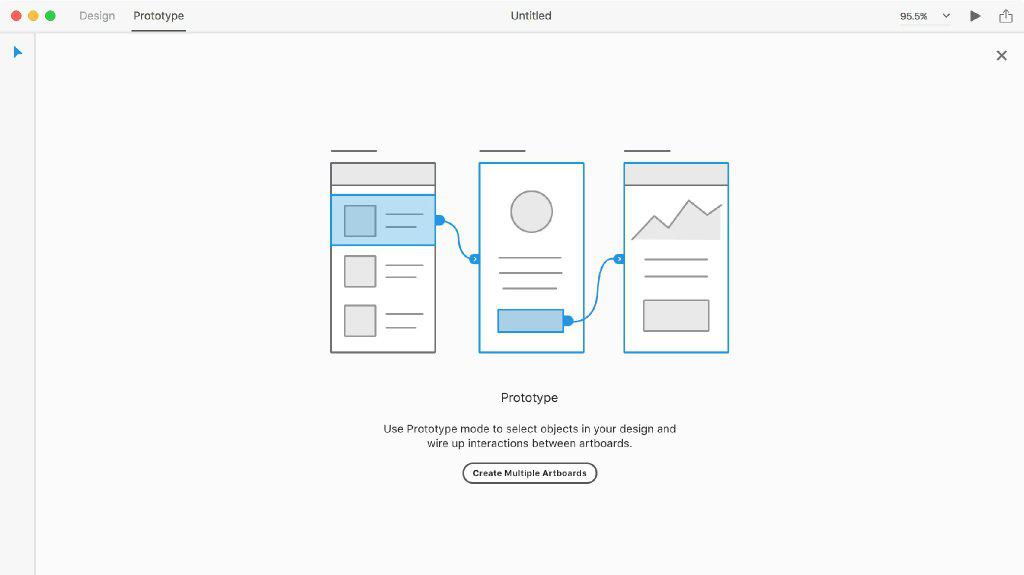 Design
Prototype
Untitled
95.5%
Prototype
Use Prototype mode to select objects in your design and
wire up interactions between artboards.
Create Multiple Artboards